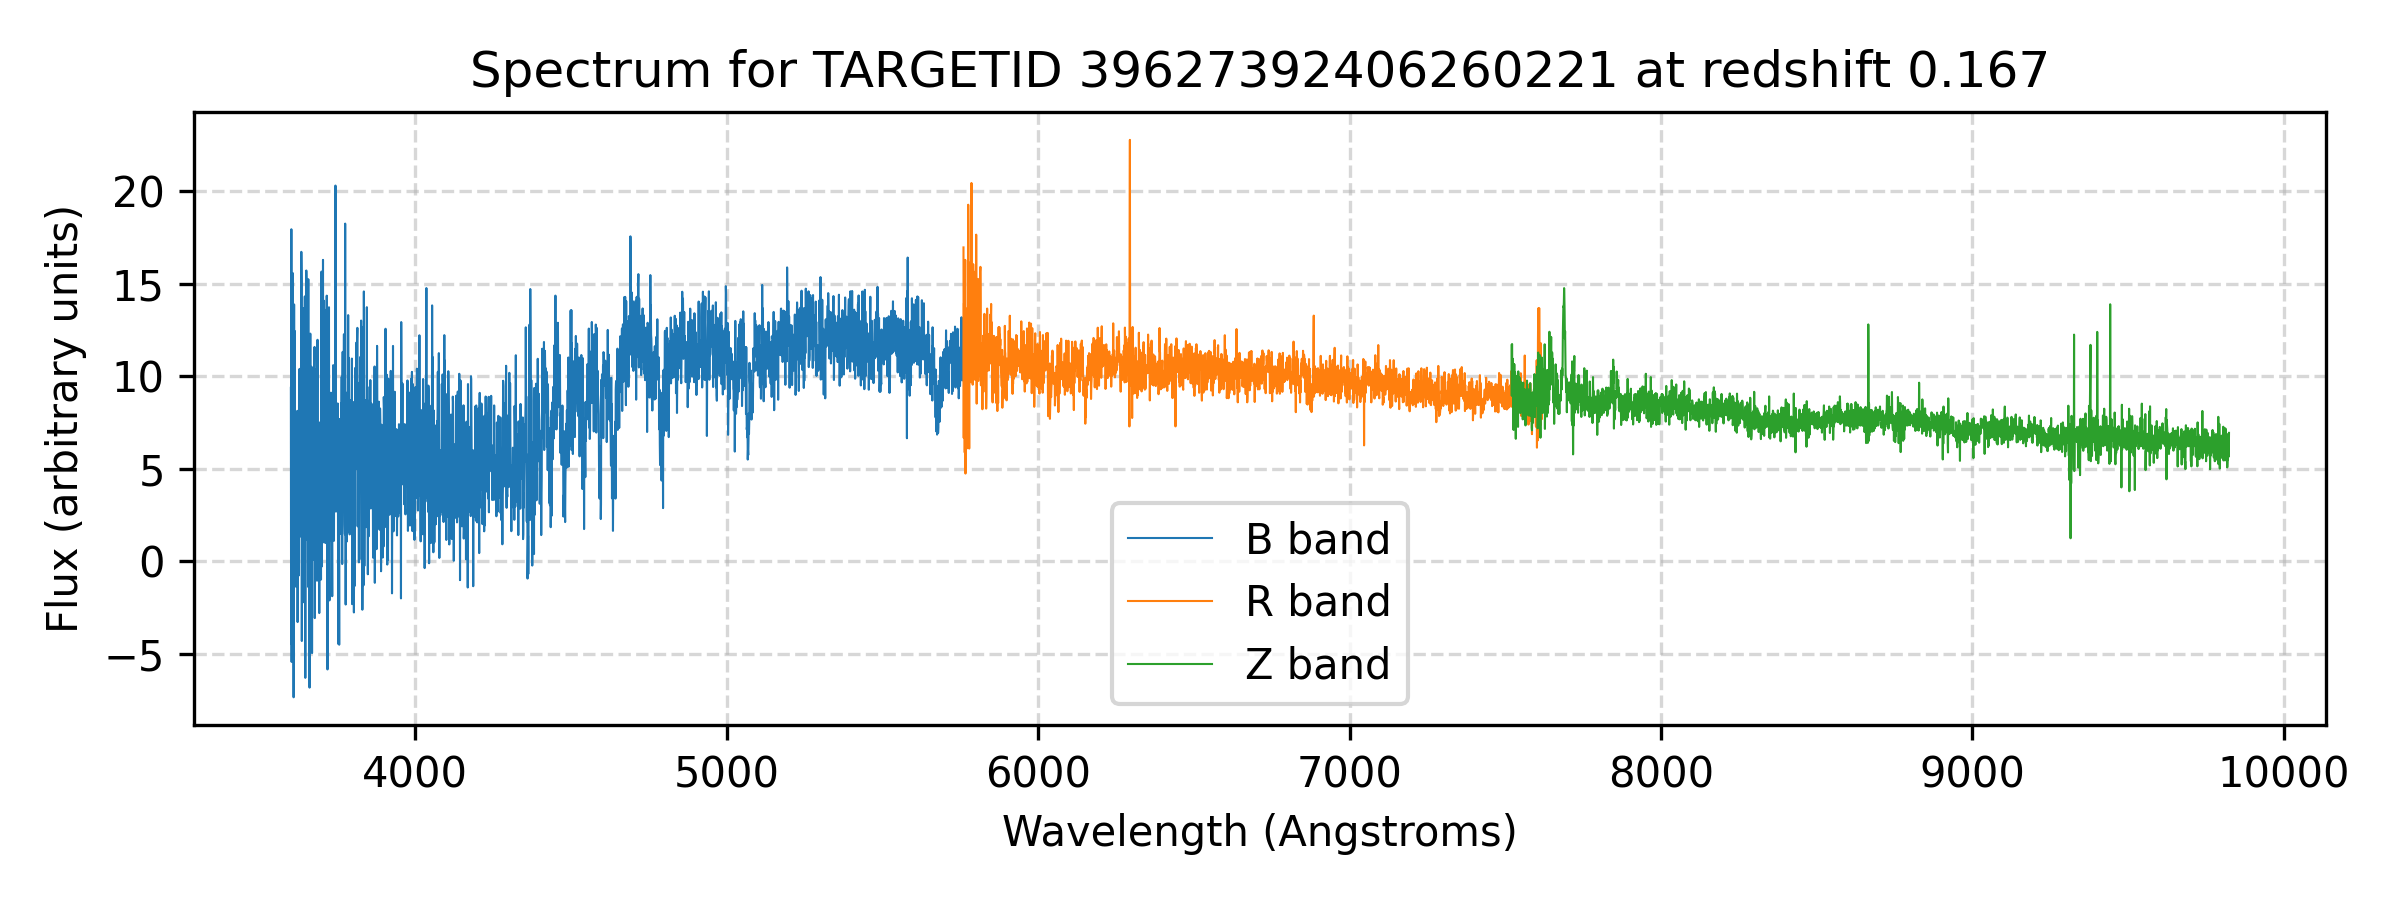 Spectrum for TARGETID 39627392406260221 at redshift 0.167
Flux (arbitrary units)
20
15
10
5
0
−5
B band
R band
Z band
4000 5000 6000 7000 8000 9000 10000
Wavelength (Angstroms)